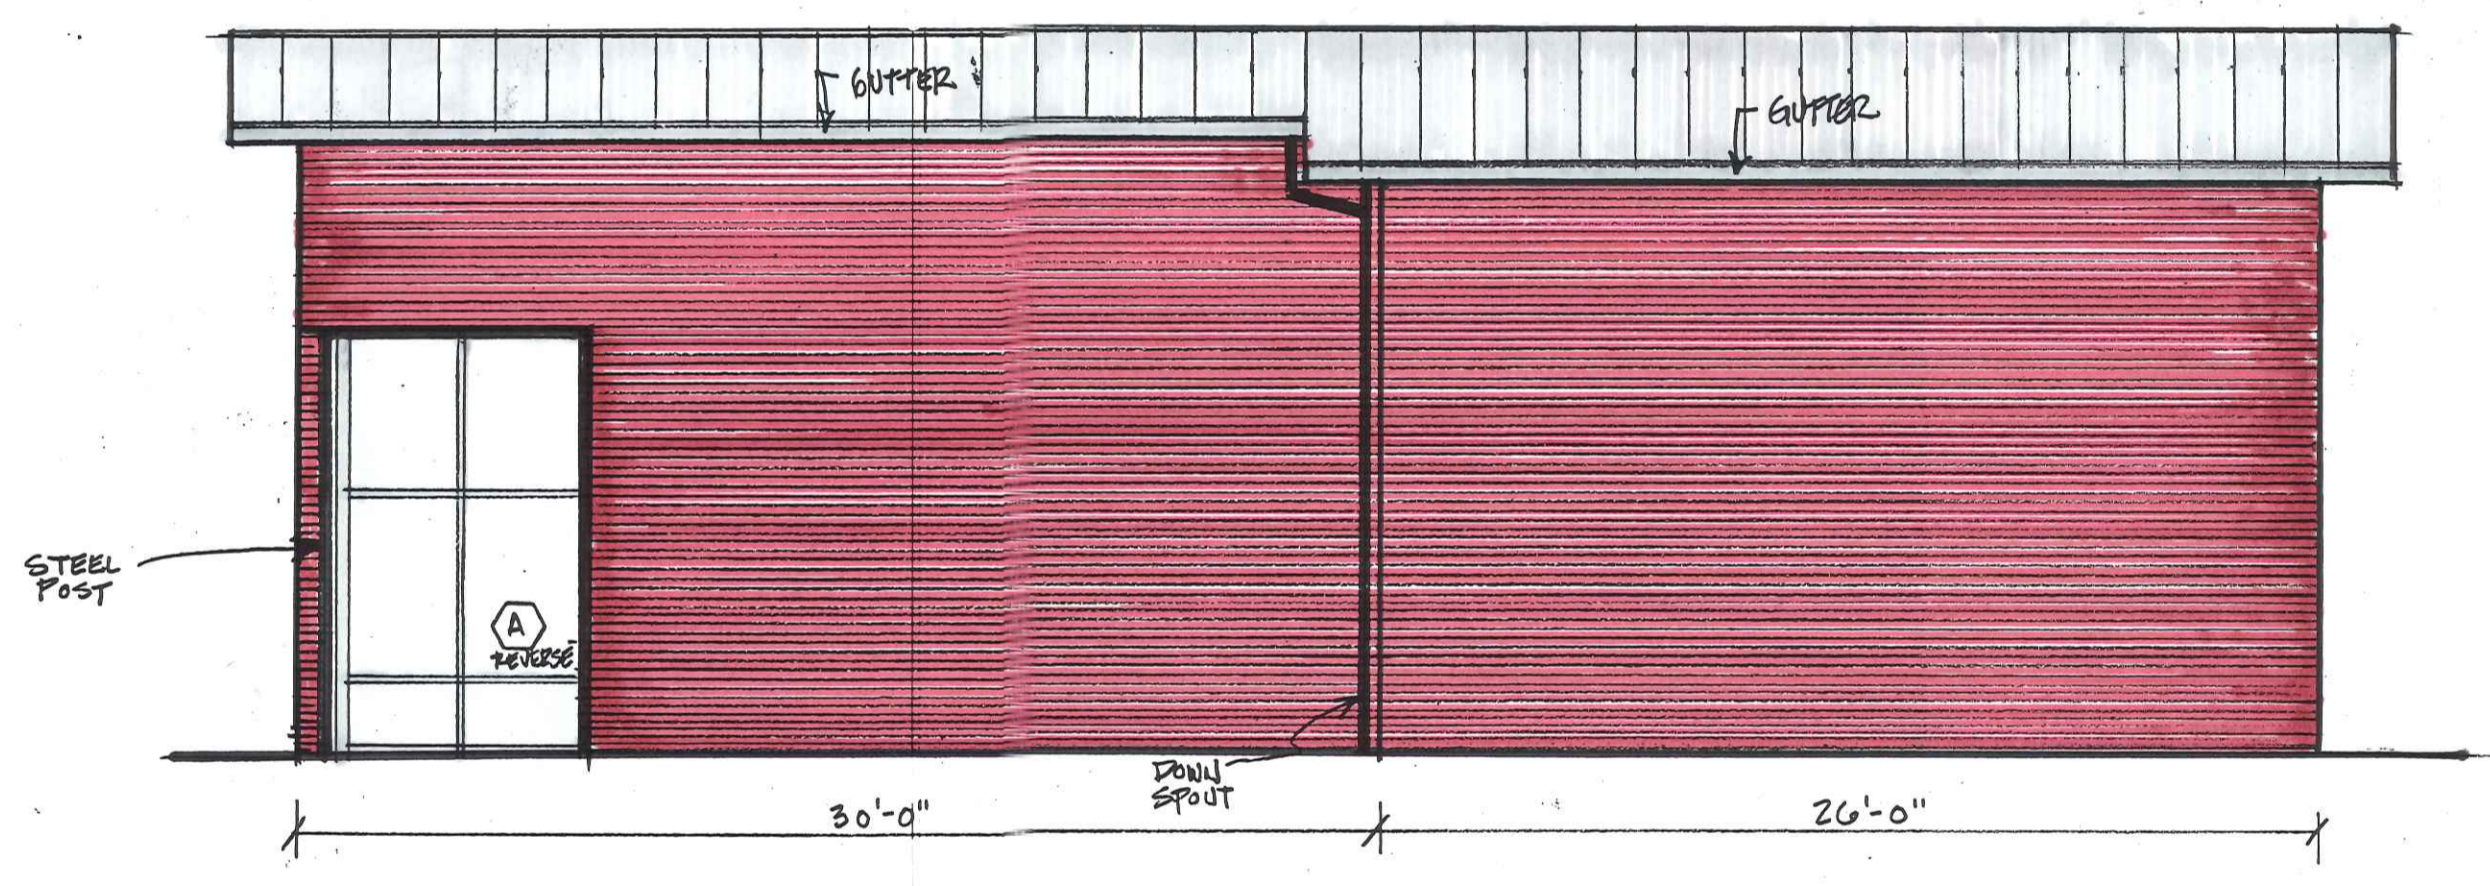 GUTTER
GUTTER
STEEL
POST
A
REVERSE
DOWN
SPOUT
30'-0"
26'-0"